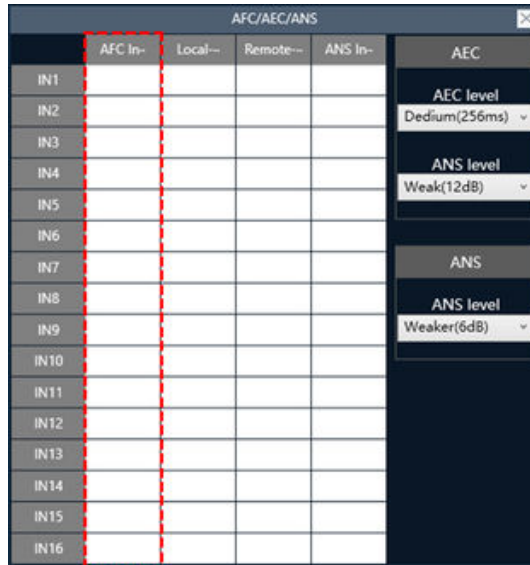 AFC/AEC/ANS
AFC In-- Local--- Remote--- ANS In--
IN1
IN2
IN3
IN4
IN5
IN6
IN7
IN8
IN9
IN10
IN11
IN12
IN13
IN14
IN15
IN16
AEC
AEC level
Dedium(256ms)
ANS level
Weak(12dB)
ANS
ANS level
Weaker(6dB)